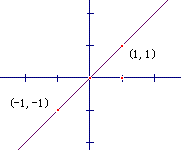 (1, 1)
(-1, -1)